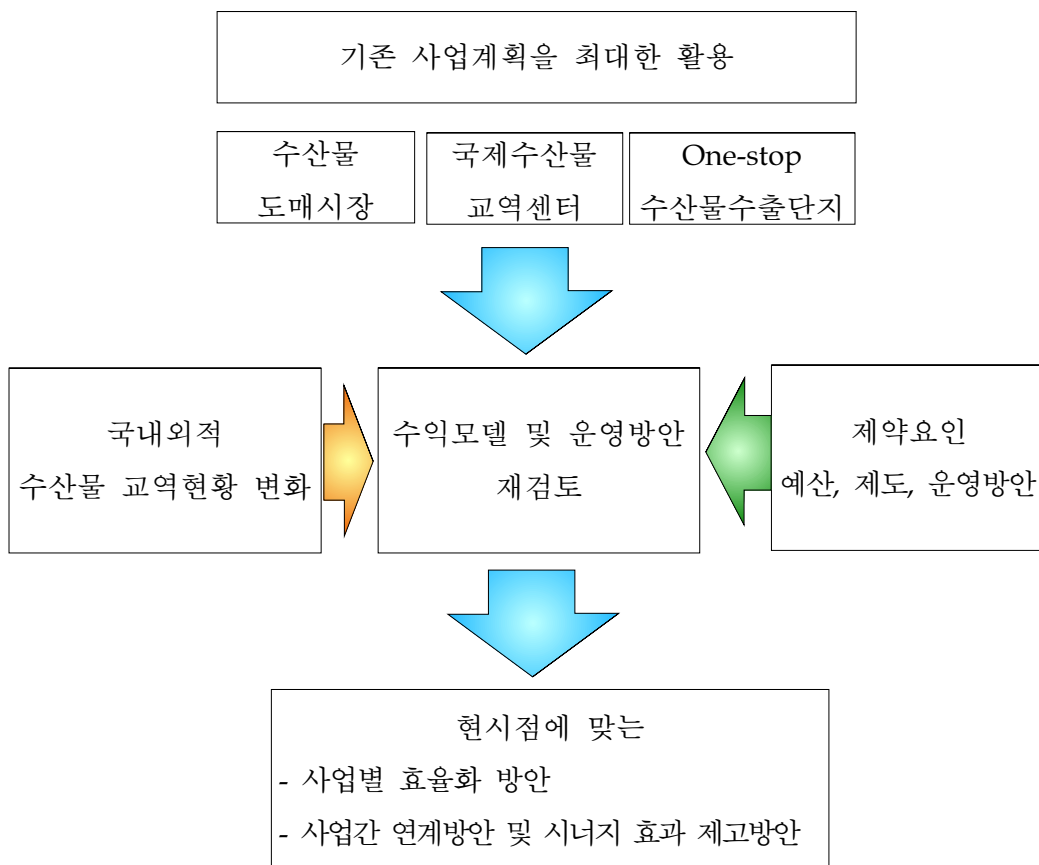 기존 사업계획을 최대한 활용
수산물
도매시장
국제수산물
교역센터
One-stop
수산물수출단지
국내외적
수산물 교역현황 변화
수익모델 및 운영방안
재검토
제약요인
예산, 제도, 운영방안
현시점에 맞는
- 사업별 효율화 방안
- 사업간 연계방안 및 시너지 효과 제고방안